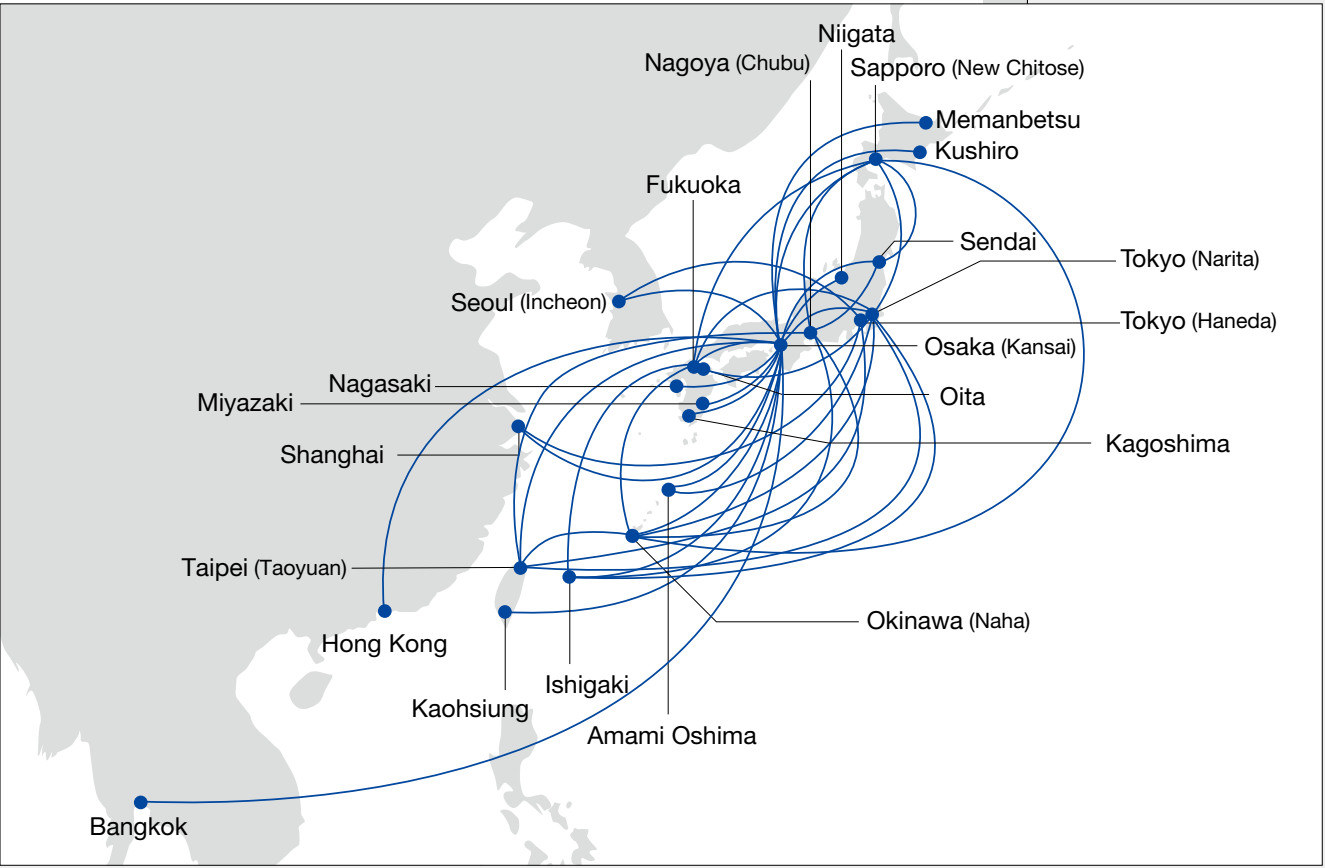 Niigata
Nagoya (Chubu)
Sapporo (New Chitose)
Memanbetsu
Kushiro
Fukuoka
Sendai
Tokyo (Narita)
Seoul (Incheon)
Tokyo (Haneda)
Osaka (Kansai)
Nagasaki
Oita
Miyazaki
Kagoshima
Shanghai
Taipei (Taoyuan)
Okinawa (Naha)
Hong Kong
Ishigaki
Kaohsiung
Amami Oshima
Bangkok